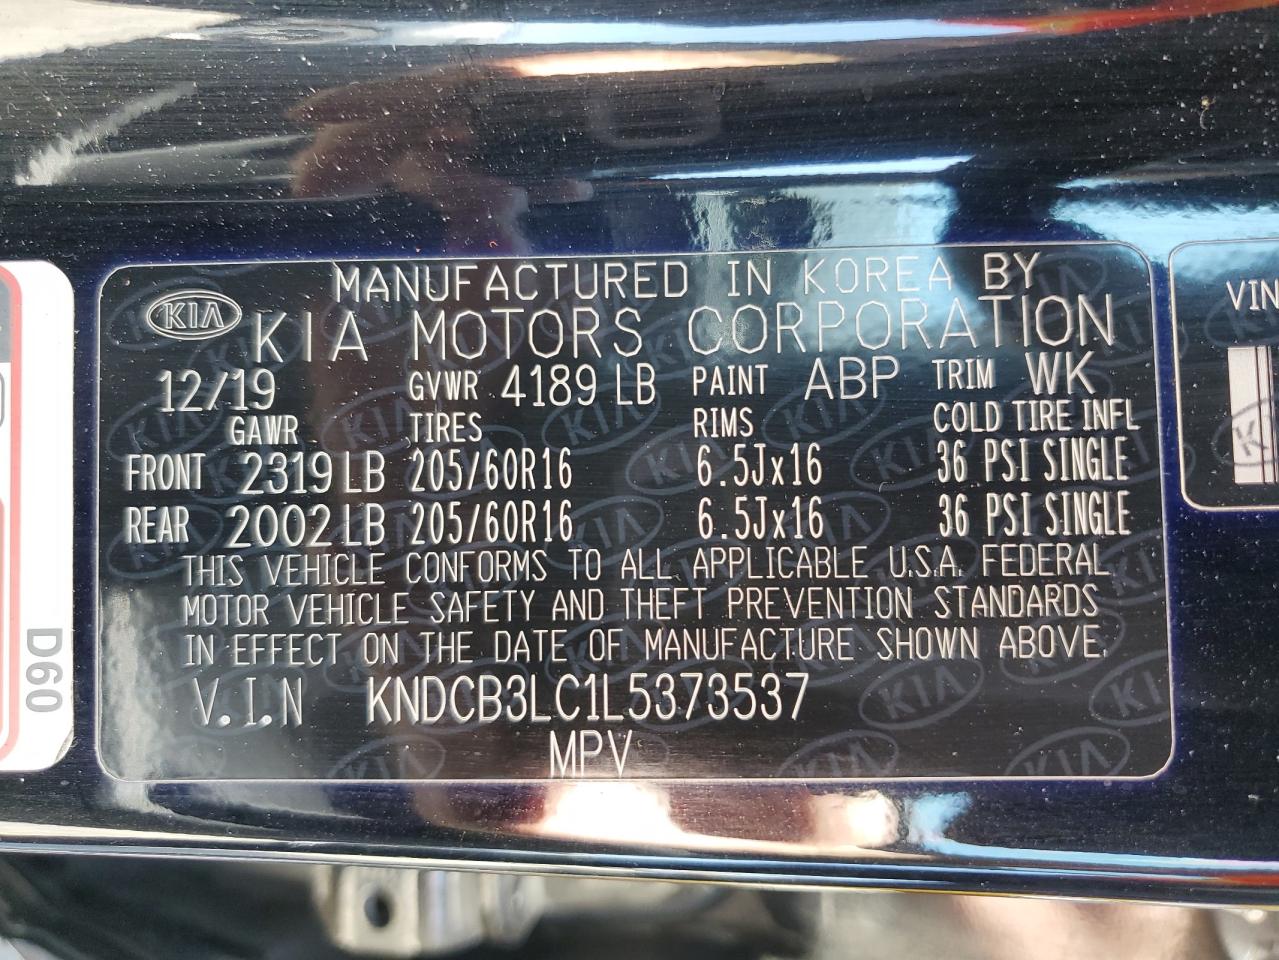 MANUFACTURED IN KOREA BY
KIA KIA MOTORS CORPORATION
12/19 GVWR 4189 LB PAINT ABP TRIM WK
GAWR TIRES RIMS COLD TIRE INFL
FRONT 2319 LB 205/60R16 6.5Jx16 36 PSI SINGLE
REAR 2002 LB 205/60R16 6.5Jx16 36 PSI SINGLE
THIS VEHICLE CONFORMS TO ALL APPLICABLE U.S.A. FEDERAL
MOTOR VEHICLE SAFETY AND THEFT PREVENTION STANDARDS
IN EFFECT ON THE DATE OF MANUFACTURE SHOWN ABOVE.
V.I.N KNDCB3LC1L5373537
MPV
D60
VIN